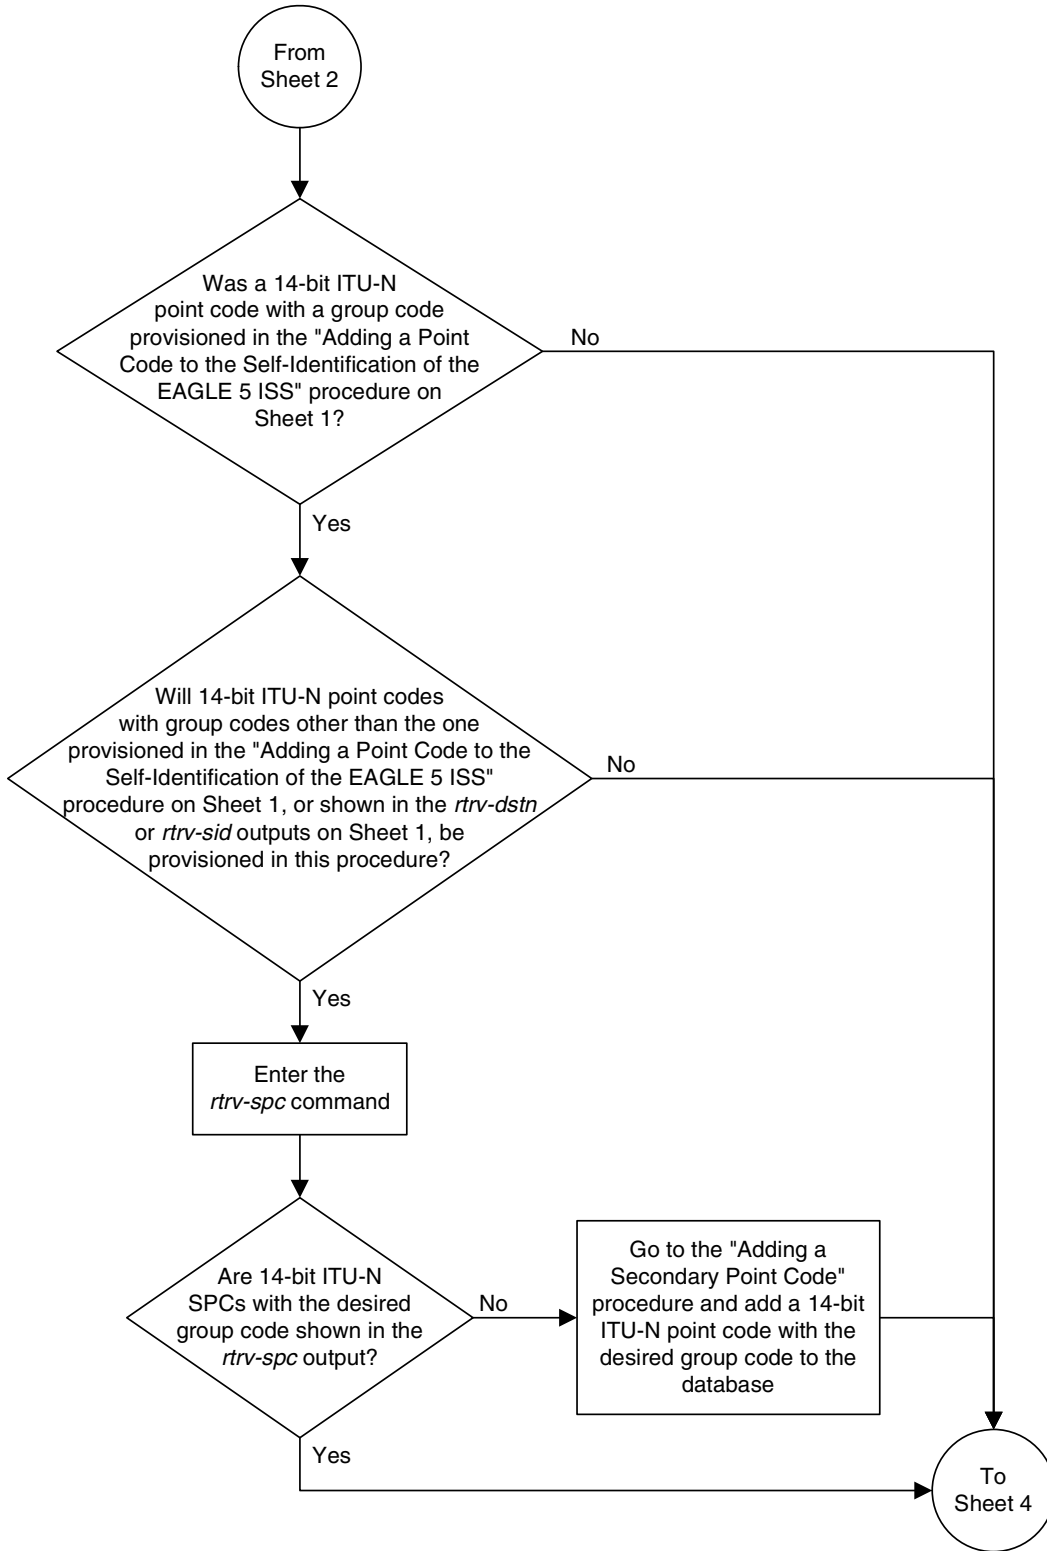 From
Sheet 2
Was a 14-bit ITU-N
point code with a group code
provisioned in the "Adding a Point
Code to the Self-Identification of the
EAGLE 5 ISS" procedure on
Sheet 1?
No
Yes
Will 14-bit ITU-N point codes
with group codes other than the one
provisioned in the "Adding a Point Code to the
Self-Identification of the EAGLE 5 ISS"
procedure on Sheet 1, or shown in the rtrv-dstn
or rtrv-sid outputs on Sheet 1, be
provisioned in this procedure?
No
Yes
Enter the
rtrv-spc command
Are 14-bit ITU-N
SPCs with the desired
group code shown in the
rtrv-spc output?
No
Go to the "Adding a
Secondary Point Code"
procedure and add a 14-bit
ITU-N point code with the
desired group code to the
database
Yes
To
Sheet 4